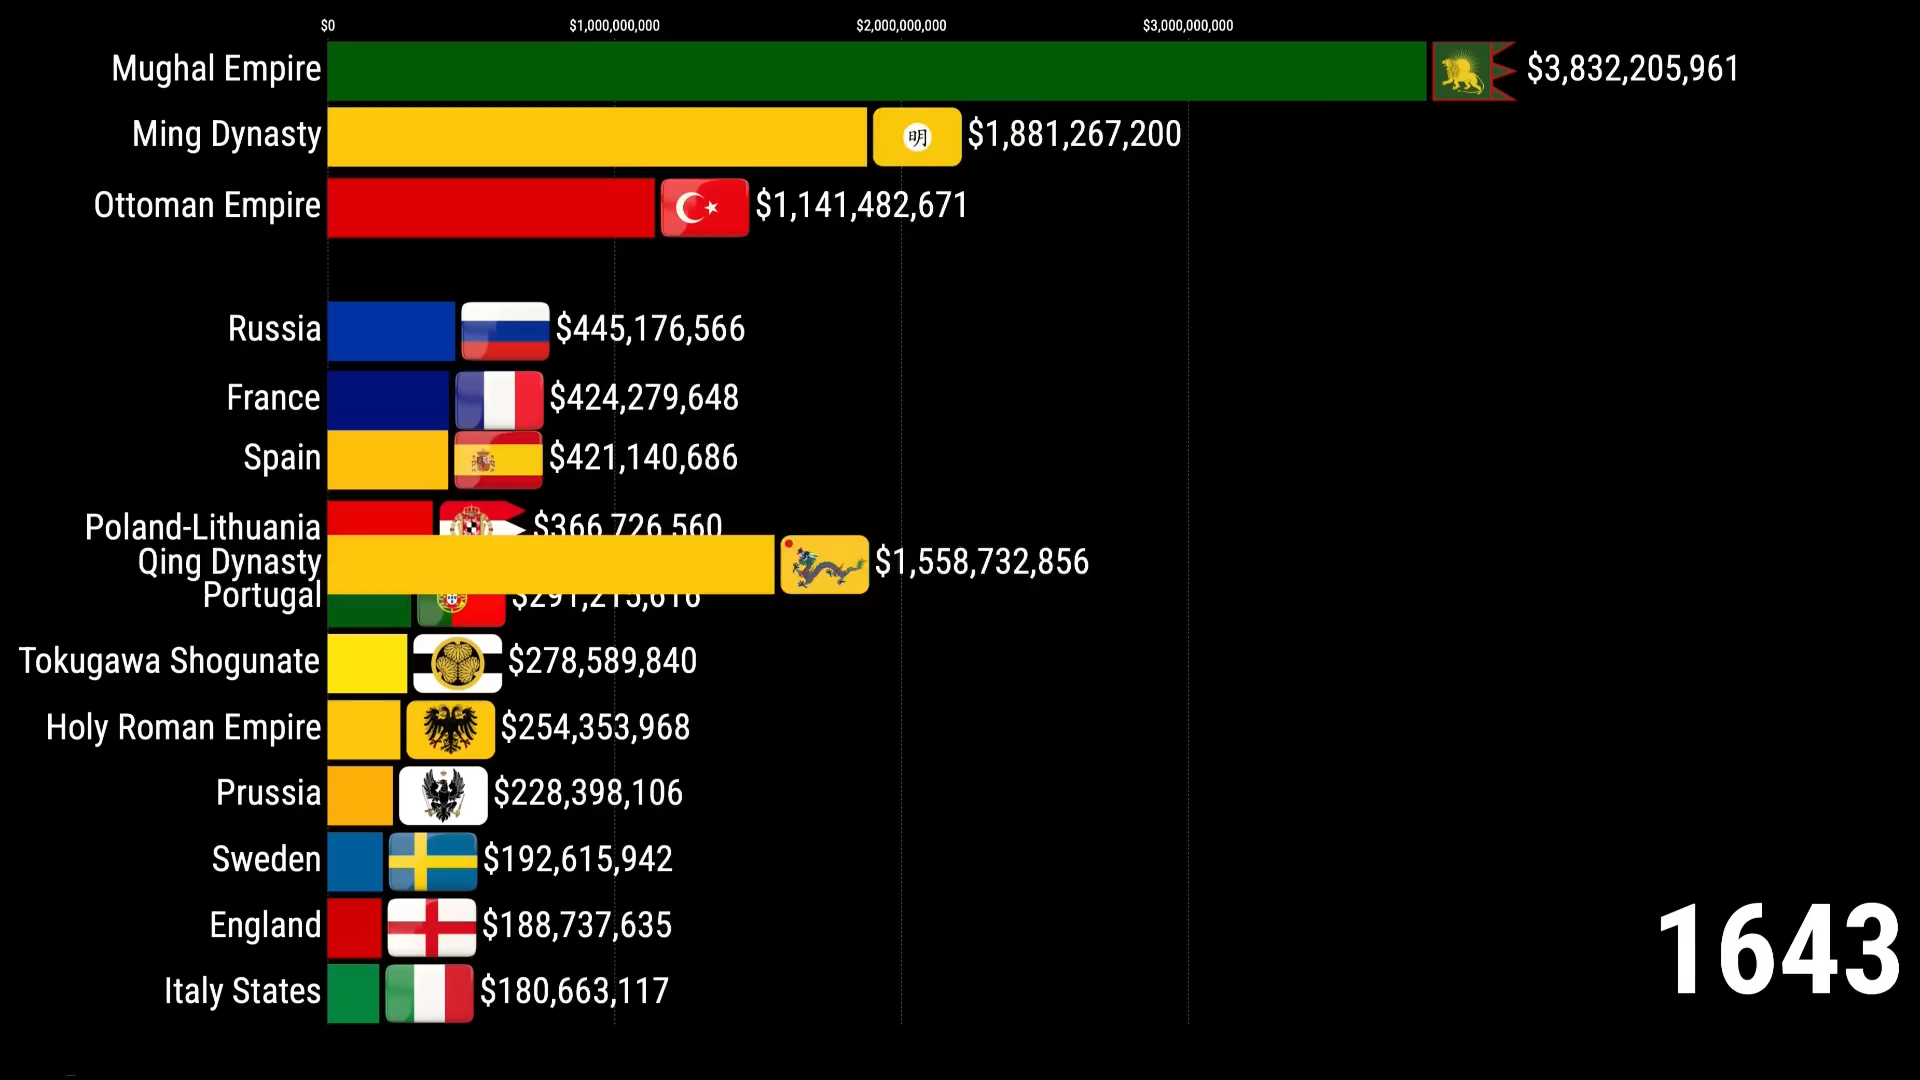 $0 $1,000,000,000 $2,000,000,000 $3,000,000,000
Mughal Empire $3,832,205,961
Ming Dynasty 明 $1,881,267,200
Ottoman Empire $1,141,482,671
Russia $445,176,566
France $424,279,648
Spain $421,140,686
Poland-Lithuania $366,726,560
Qing Dynasty $1,558,732,856
Portugal
Tokugawa Shogunate $278,589,840
Holy Roman Empire $254,353,968
Prussia $228,398,106
Sweden $192,615,942
England $188,737,635
Italy States $180,663,117
1643